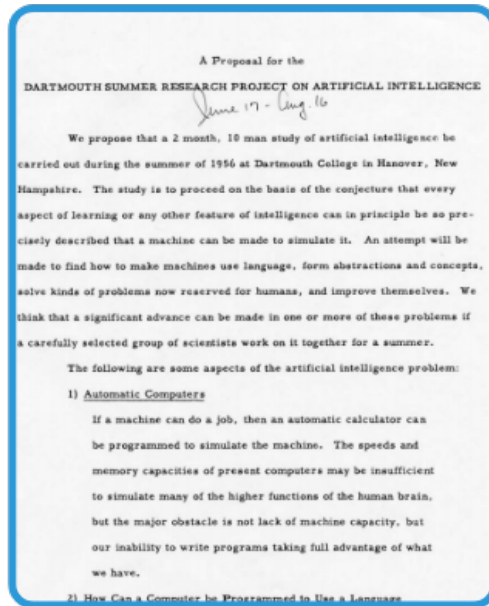 A Proposal for the
DARTMOUTH SUMMER RESEARCH PROJECT ON ARTIFICIAL INTELLIGENCE
June 17 - Aug. 16
We propose that a 2 month, 10 man study of artificial intelligence be
carried out during the summer of 1956 at Dartmouth College in Hanover, New
Hampshire. The study is to proceed on the basis of the conjecture that every
aspect of learning or any other feature of intelligence can in principle be so pre-
cisely described that a machine can be made to simulate it. An attempt will be
made to find how to make machines use language, form abstractions and concepts,
solve kinds of problems now reserved for humans, and improve themselves. We
think that a significant advance can be made in one or more of these problems if
a carefully selected group of scientists work on it together for a summer.
The following are some aspects of the artificial intelligence problem:
1) Automatic Computers
If a machine can do a job, then an automatic calculator can
be programmed to simulate the machine. The speeds and
memory capacities of present computers may be insufficient
to simulate many of the higher functions of the human brain,
but the major obstacle is not lack of machine capacity, but
our inability to write programs taking full advantage of what
we have.
2) How Can a Computer be Programmed to Use a Language